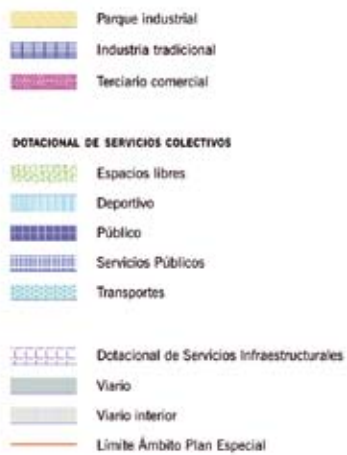 Parque industrial
Industria tradicional
Terciario comercial
DOTACIONAL DE SERVICIOS COLECTIVOS
Espacios libres
Deportivo
Público
Servicios Públicos
Transportes
Dotacional de Servicios Infraestructurales
Viario
Viario interior
Límite Ámbito Plan Especial